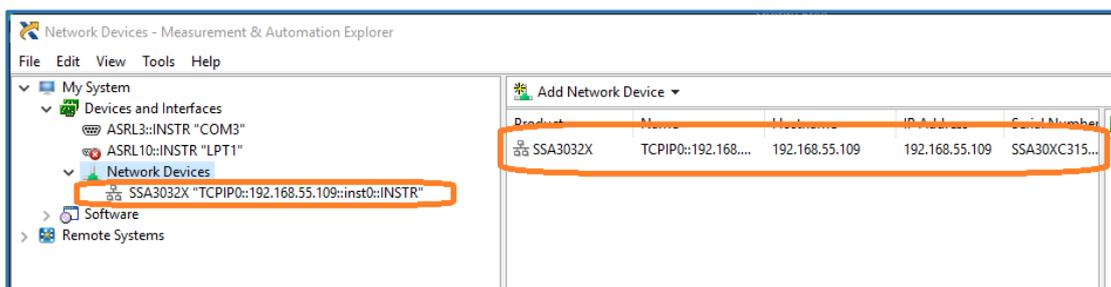 Network Devices - Measurement & Automation Explorer
File Edit View Tools Help
My System
Devices and Interfaces
ASRL3::INSTR "COM3"
ASRL10::INSTR "LPT1"
Network Devices
SSA3032X "TCPIP0::192.168.55.109::inst0::INSTR"
Software
Remote Systems
Add Network Device
Product Name Hostname IP Address Serial Number
SSA3032X TCPIP0::192.168.... 192.168.55.109 192.168.55.109 SSA30XC315...